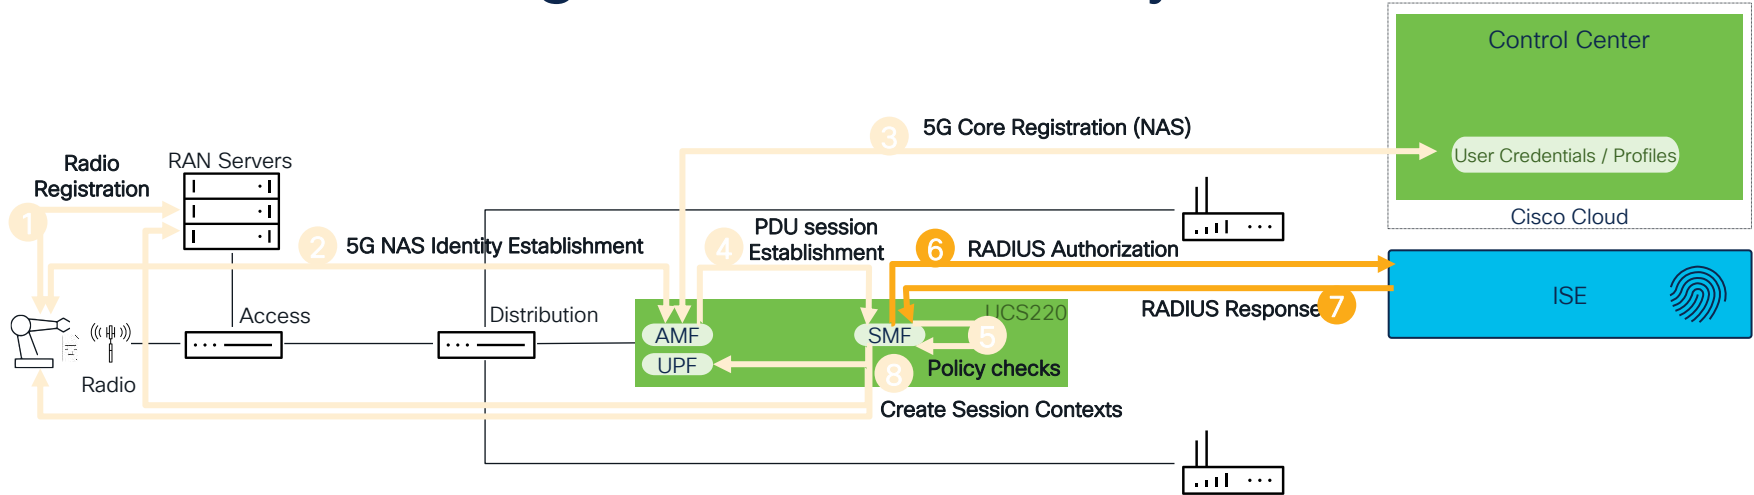 Control Center
3
5G Core Registration (NAS)
User Credentials / Profiles
Radio
Registration
RAN Servers
1
Cisco Cloud
2
5G NAS Identity Establishment
4
PDU session
Establishment
6
RADIUS Authorization
ISE
RADIUS Response
7
Access
Distribution
UCS220
AMF
SMF
5
UPF
8
Policy checks
Radio
Create Session Contexts